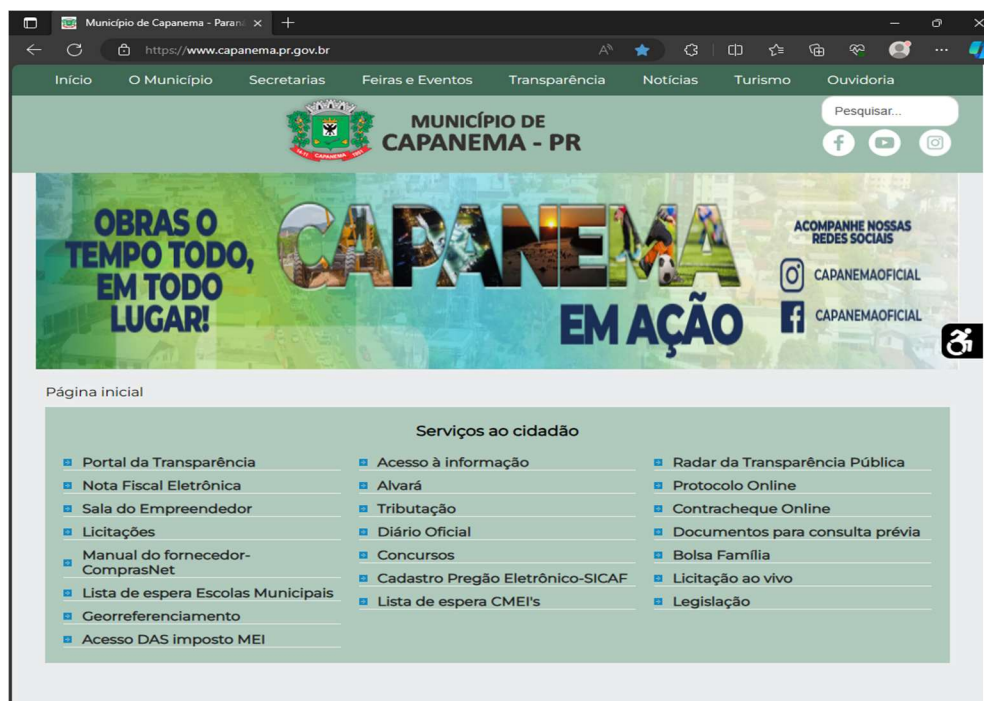 Município de Capanema - Paran
https://www.capanema.pr.gov.br
Início O Município Secretarias Feiras e Eventos Transparência Notícias Turismo Ouvidoria
MUNICÍPIO DE
CAPANEMA - PR
Pesquisar...
CAPANEMA
OBRAS O
TEMPO TODO,
EM TODO
LUGAR!
CAPANEMA
EM AÇÃO
ACOMPANHE NOSSAS
REDES SOCIAIS
CAPANEMAOFICIAL
CAPANEMAOFICIAL
Página inicial
Serviços ao cidadão
Portal da Transparência
Nota Fiscal Eletrônica
Sala do Empreendedor
Licitações
Manual do fornecedor-
ComprasNet
Lista de espera Escolas Municipais
Georreferenciamento
Acesso DAS imposto MEI
Acesso à informação
Alvará
Tributação
Diário Oficial
Concursos
Cadastro Pregão Eletrônico-SICAF
Lista de espera CMEI's
Radar da Transparência Pública
Protocolo Online
Contracheque Online
Documentos para consulta prévia
Bolsa Família
Licitação ao vivo
Legislação